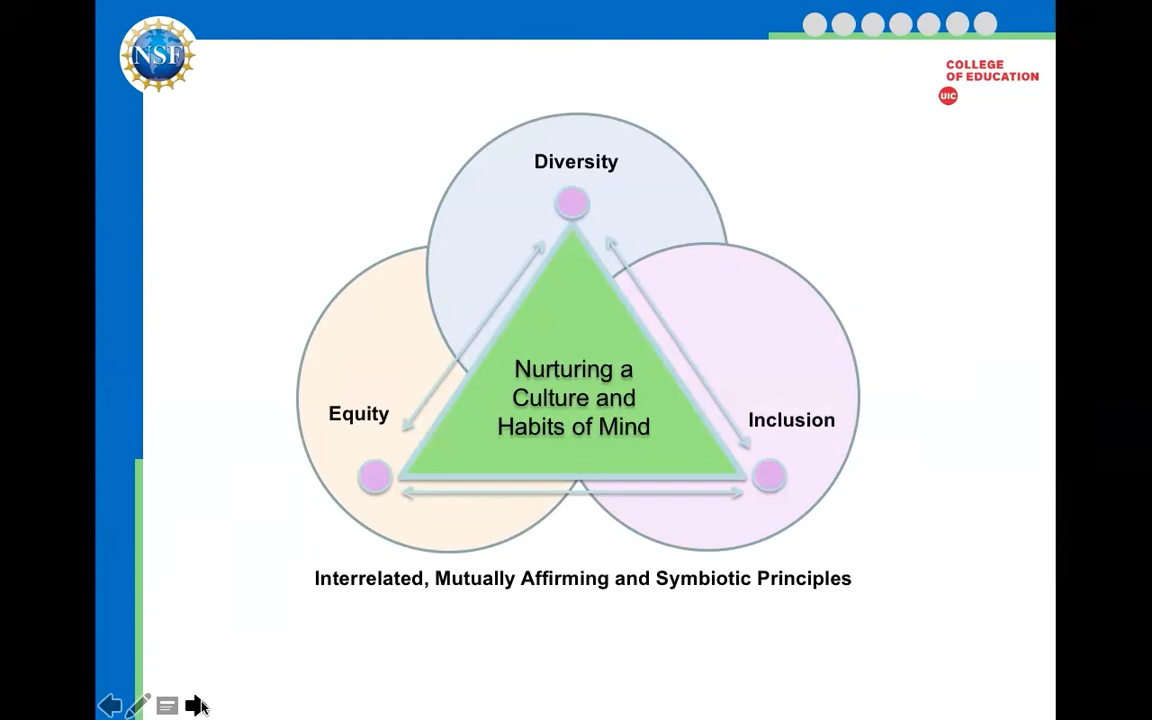 NSF
COLLEGE
OF EDUCATION
UIC
Diversity
Nurturing a
Culture and
Habits of Mind
Equity
Inclusion
Interrelated, Mutually Affirming and Symbiotic Principles